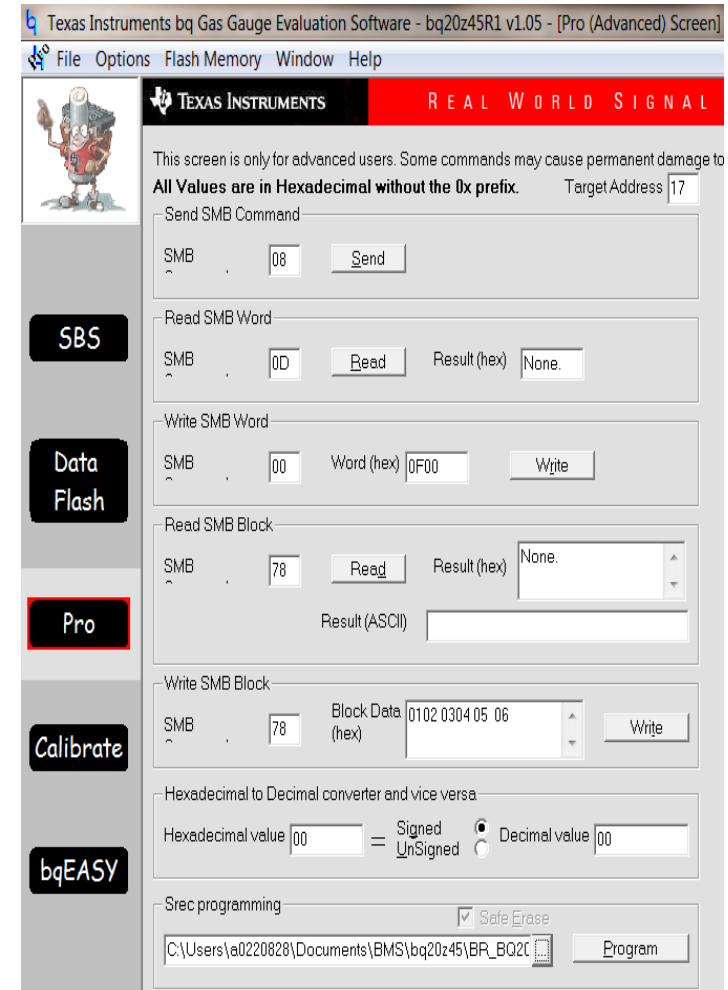 Texas Instruments bq Gas Gauge Evaluation Software - bq20z45R1 v1.05 - [Pro (Advanced) Screen]
File Options Flash Memory Window Help
TEXAS INSTRUMENTS REAL WORLD SIGNAL
This screen is only for advanced users. Some commands may cause permanent damage to
All Values are in Hexadecimal without the 0x prefix. Target Address 17
Send SMB Command
SMB 08 Send
SBS
Read SMB Word
SMB 0D Read Result (hex) None.
Write SMB Word
Data
Flash
SMB 00 Word (hex) 0F00 Write
Read SMB Block
SMB 78 Read Result (hex) None.
Pro
Result (ASCII)
Write SMB Block
SMB 78 Block Data
(hex) 0102 0304 05 06 Write
Calibrate
Hexadecimal to Decimal converter and vice versa
Hexadecimal value 00 = Signed
UnSigned Decimal value 00
bqEASY
Srec programming
Safe Erase
C:\Users\a0220828\Documents\BMS\bq20z45\BR_BQ20 ... Program